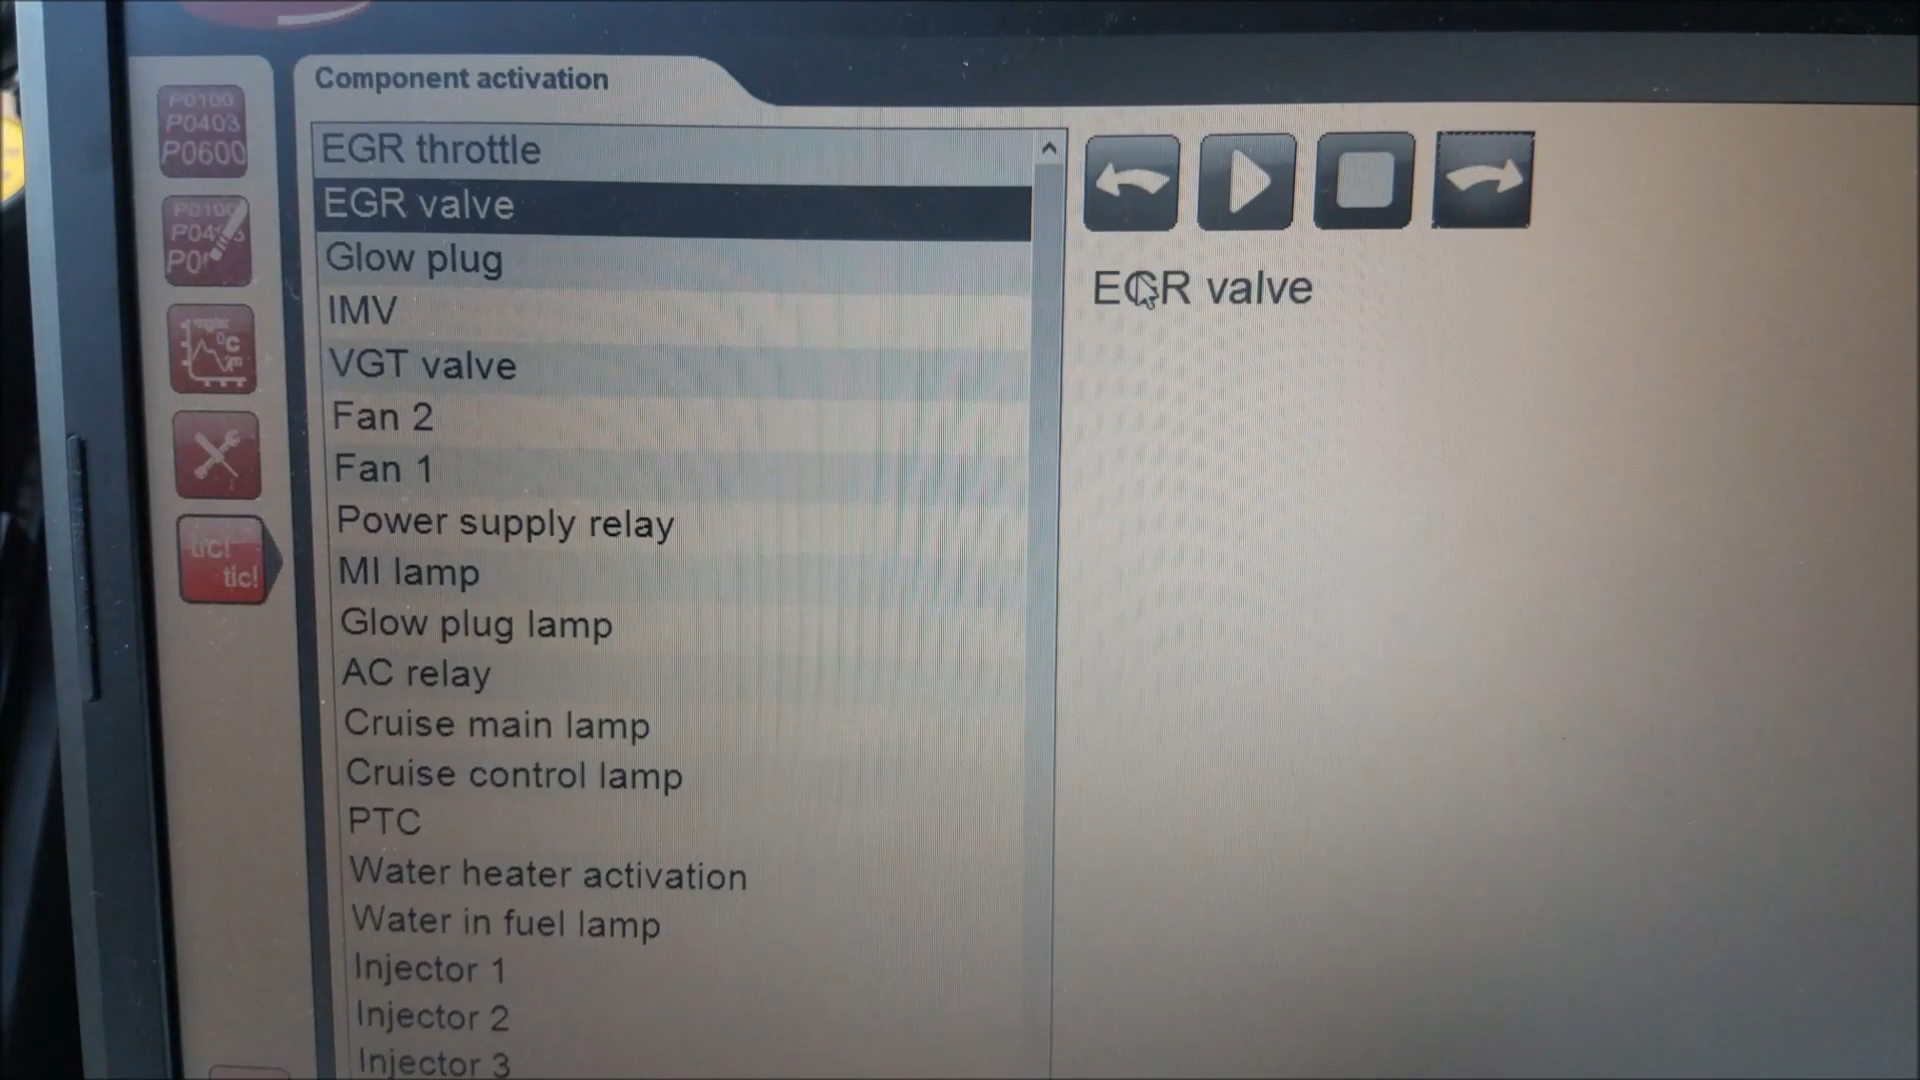 Component activation
P0100
P0403
P0600
P0100
tic!
tic!
EGR throttle
EGR valve
Glow plug
IMV
VGT valve
Fan 2
Fan 1
Power supply relay
MI lamp
Glow plug lamp
AC relay
Cruise main lamp
Cruise control lamp
PTC
Water heater activation
Water in fuel lamp
Injector 1
Injector 2
Injector 3
EGR valve